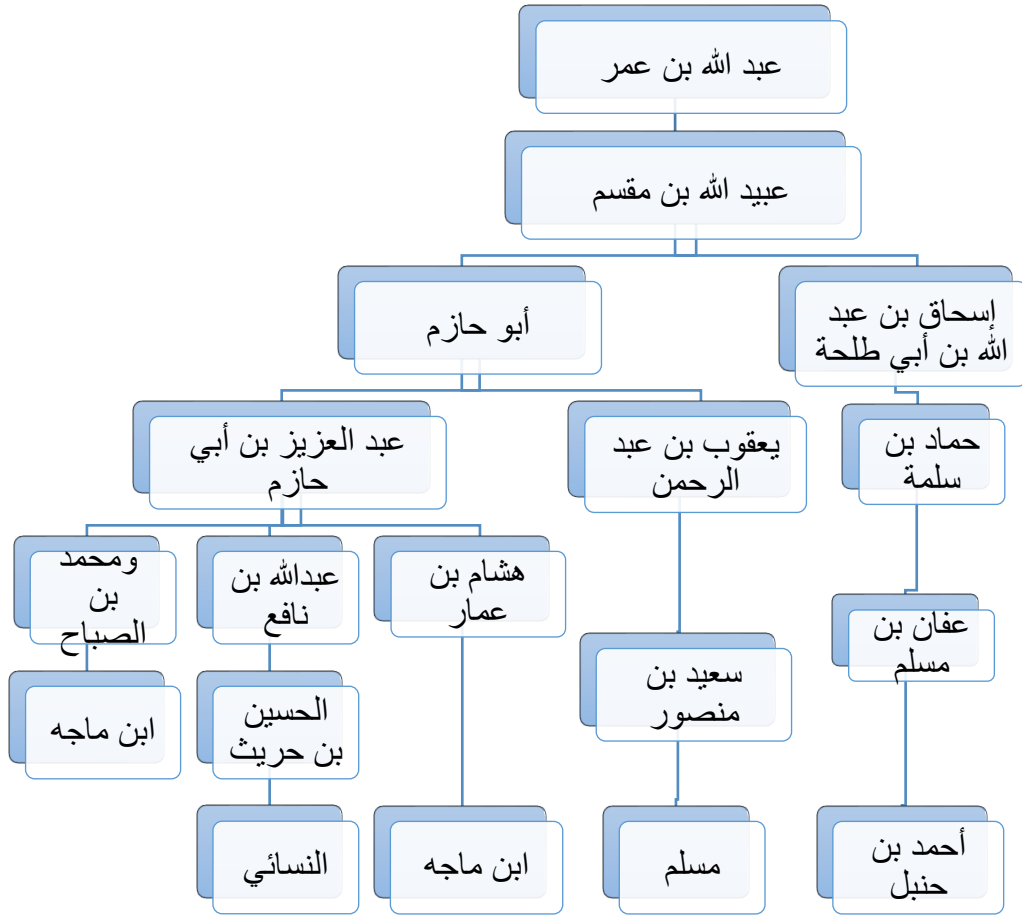 عبد الله بن عمر
عبيد الله بن مقسم
إسحاق بن عبد
الله بن أبي طلحة
أبو حازم
حماد بن
سلمة
يعقوب بن عبد
الرحمن
عبد العزيز بن أبي
حازم
عفان بن
مسلم
سعيد بن
منصور
هشام بن
عمار
عبدالله بن
نافع
ومحمد
بن
الصباح
الحسين
بن حريث
ابن ماجه
أحمد بن
حنبل
مسلم
ابن ماجه
النسائي